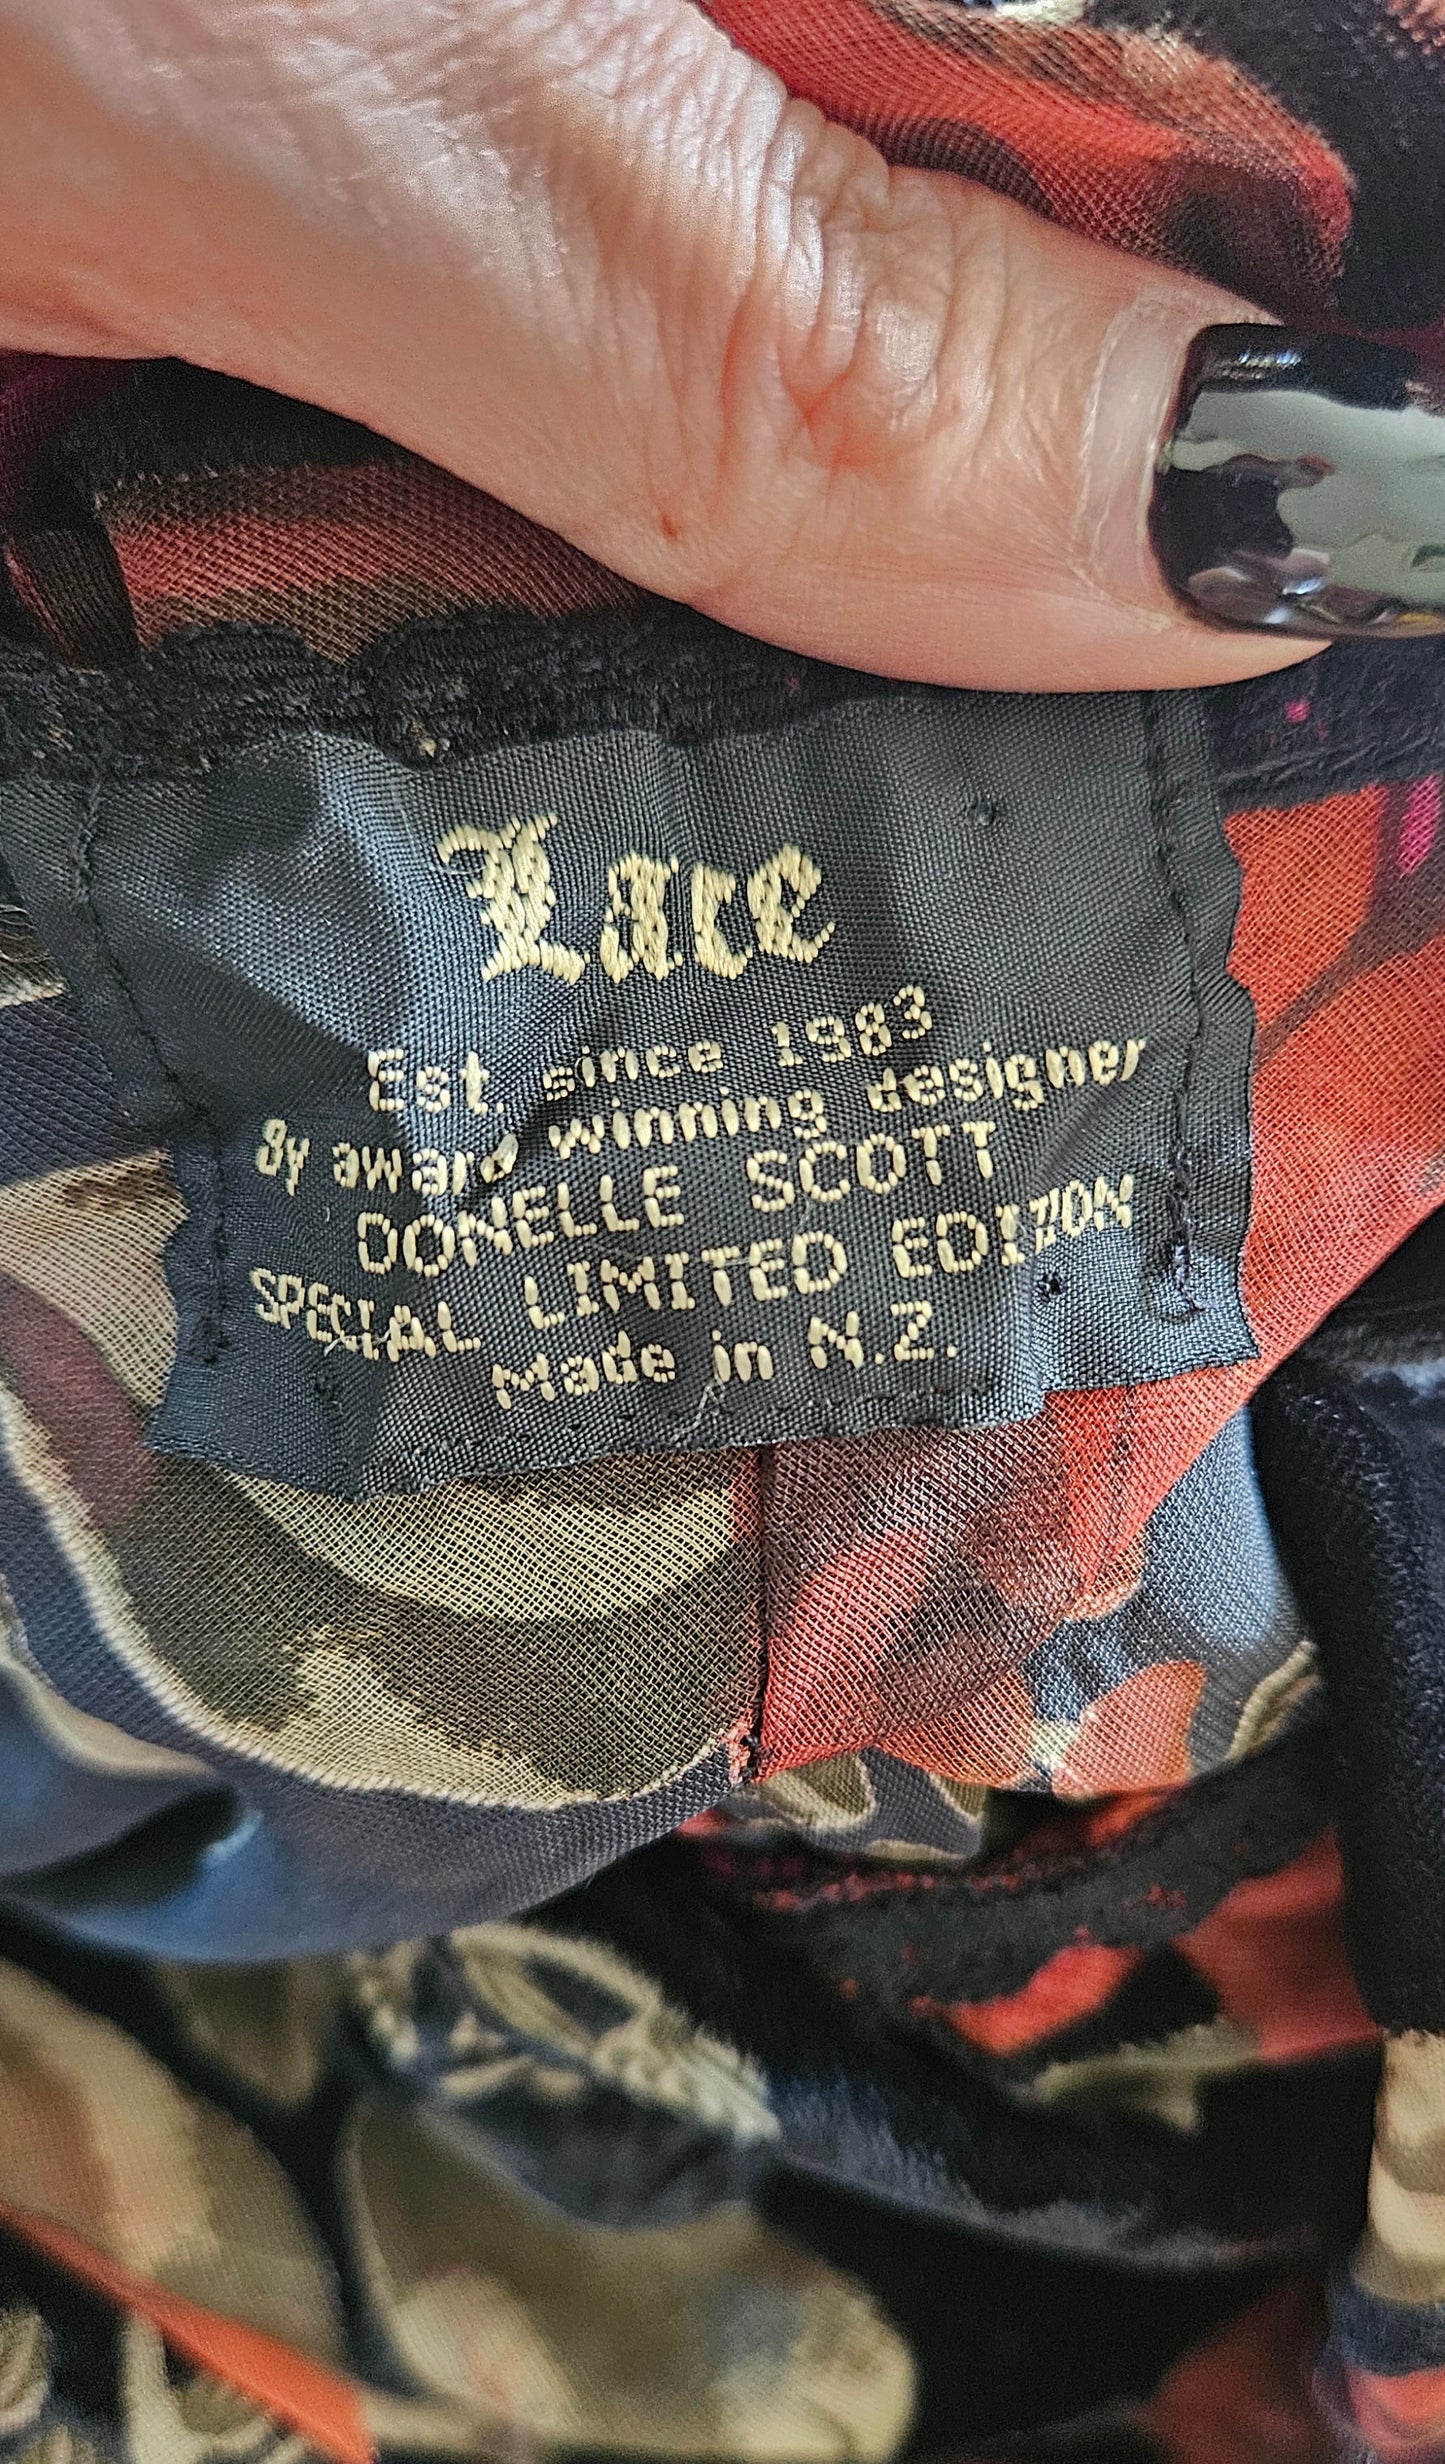 Lace
Est. since 1983
By award winning designer
DONELLE SCOTT
SPECIAL LIMITED EDITION
Made in N.Z.